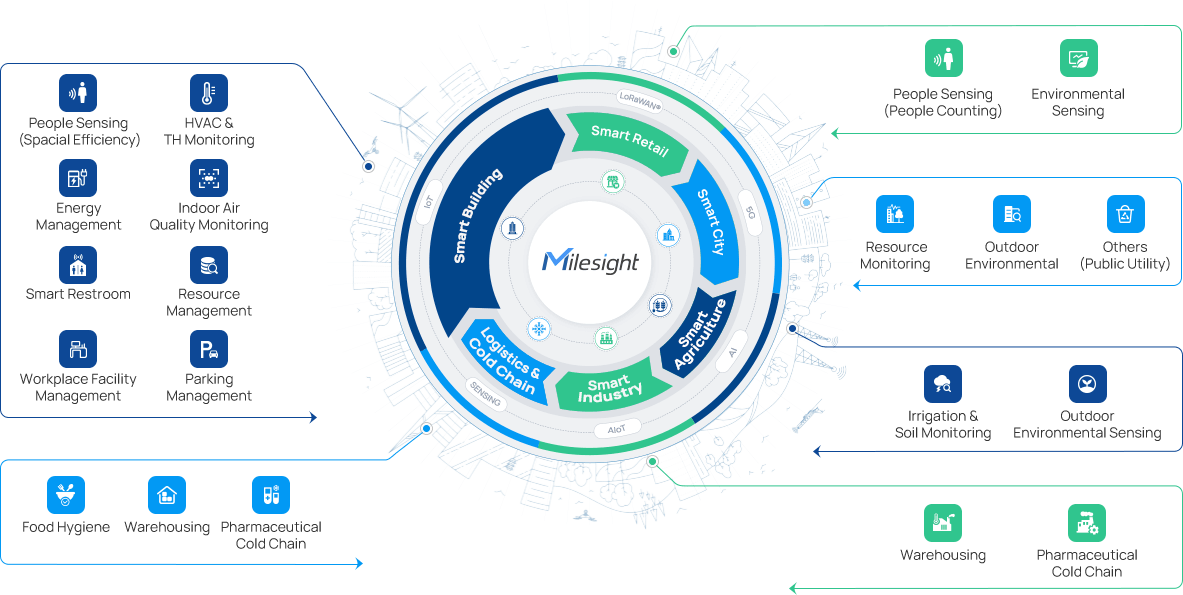 People Sensing
(Spacial Efficiency)
HVAC &
TH Monitoring
Energy
Management
Indoor Air
Quality Monitoring
Smart Restroom
Resource
Management
Workplace Facility
Management
Parking
Management
Food Hygiene
Warehousing
Pharmaceutical
Cold Chain
LoRaWAN®
5G
AI
AIoT
SENSING
IoT
Smart Building
Smart Retail
Smart City
Smart
Agriculture
Smart
Industry
Logistics &
Cold Chain
Milesight
People Sensing
(People Counting)
Environmental
Sensing
Resource
Monitoring
Outdoor
Environmental
Others
(Public Utility)
Irrigation &
Soil Monitoring
Outdoor
Environmental Sensing
Warehousing
Pharmaceutical
Cold Chain